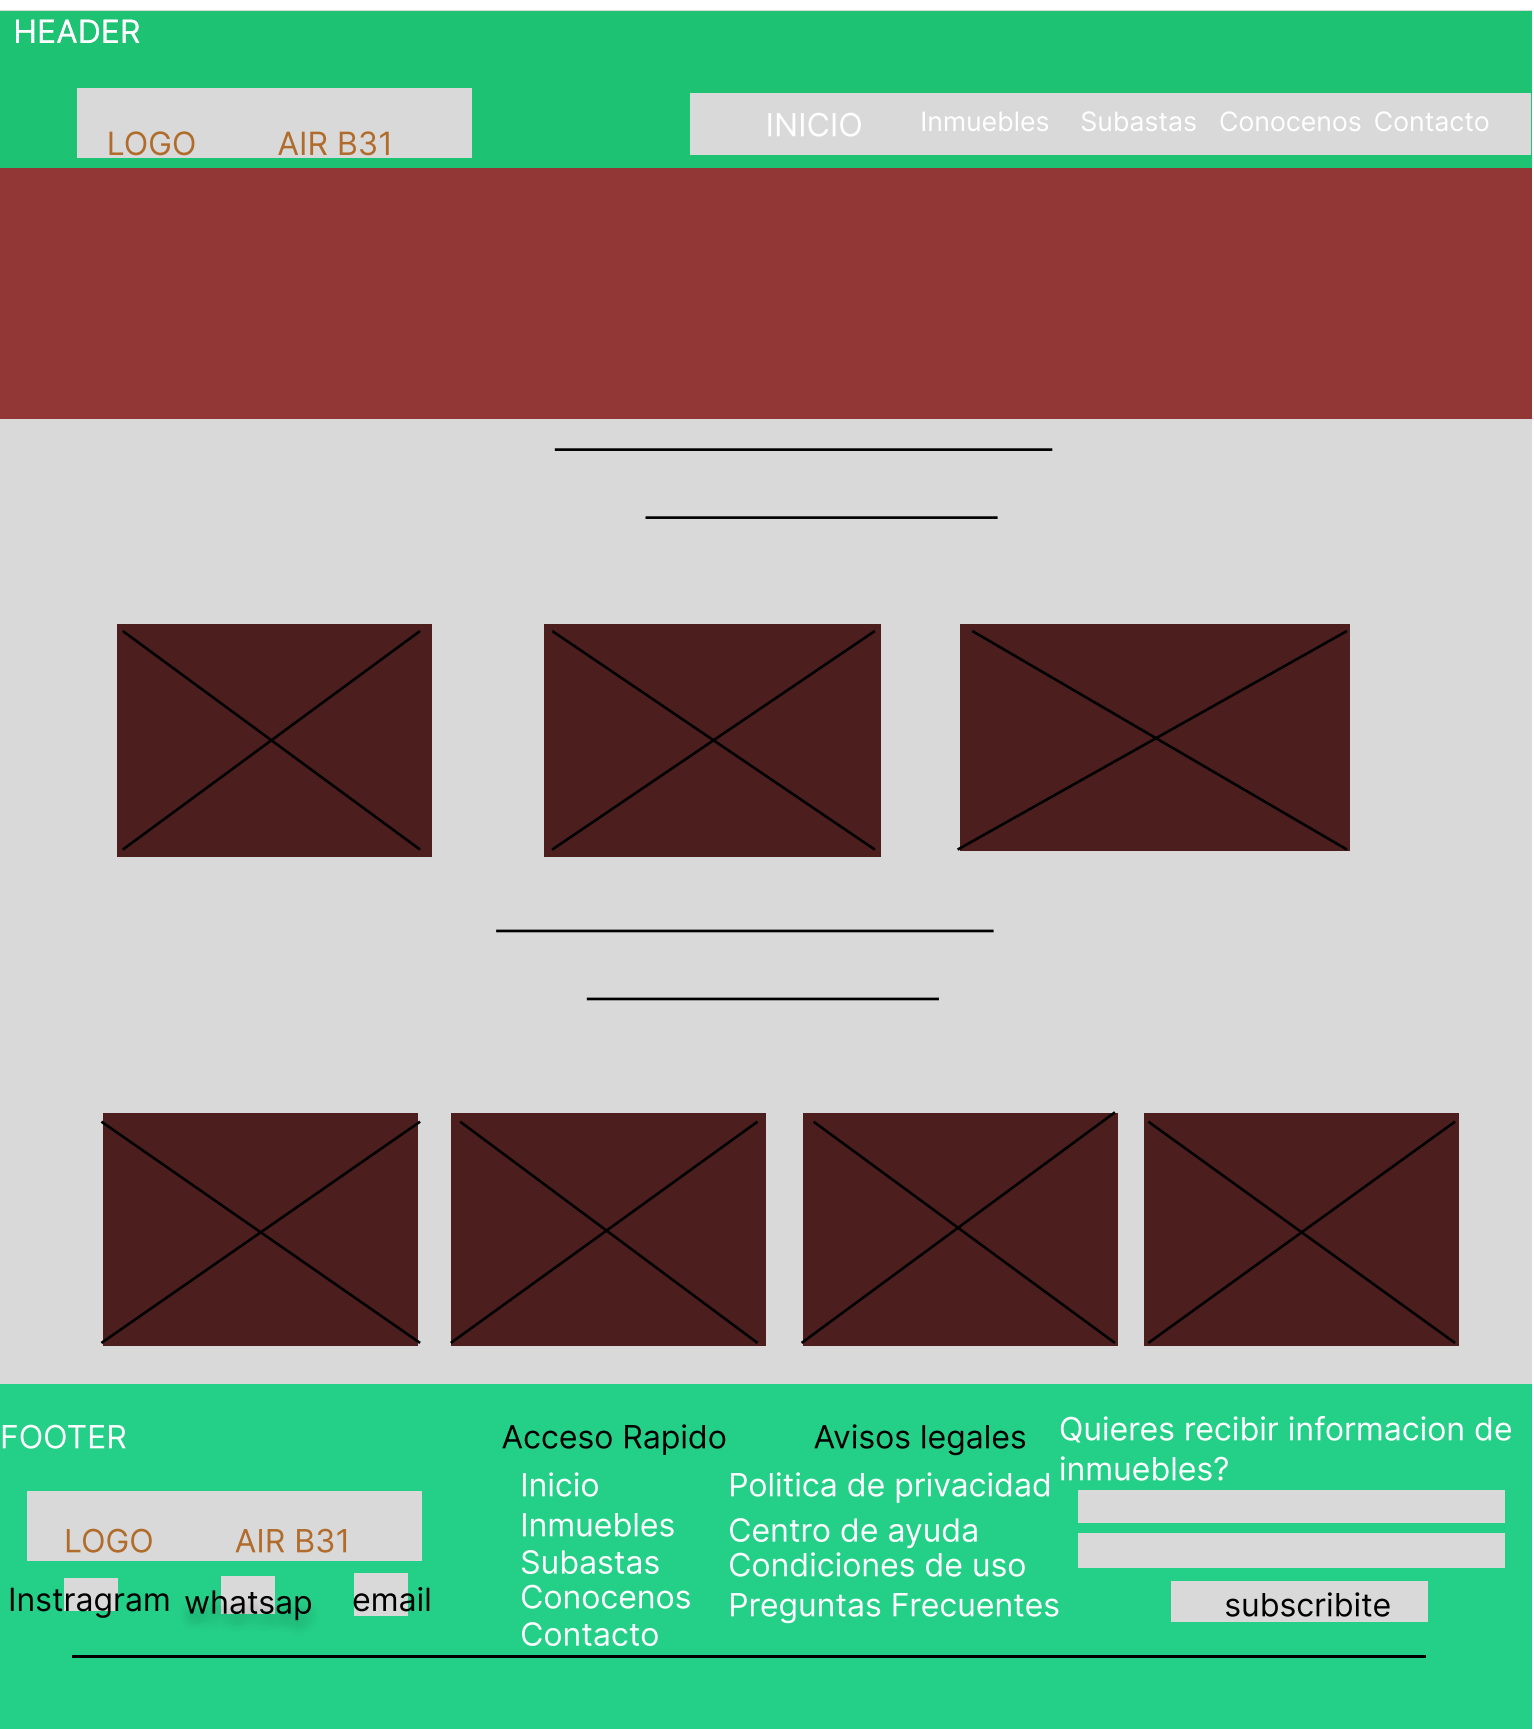 HEADER
LOGO AIR B31
INICIO Inmuebles Subastas Conocenos Contacto
FOOTER
LOGO AIR B31
Instragram whatsap email
Acceso Rapido
Inicio
Inmuebles
Subastas
Conocenos
Contacto
Avisos legales
Politica de privacidad
Centro de ayuda
Condiciones de uso
Preguntas Frecuentes
Quieres recibir informacion de
inmuebles?
subscribite